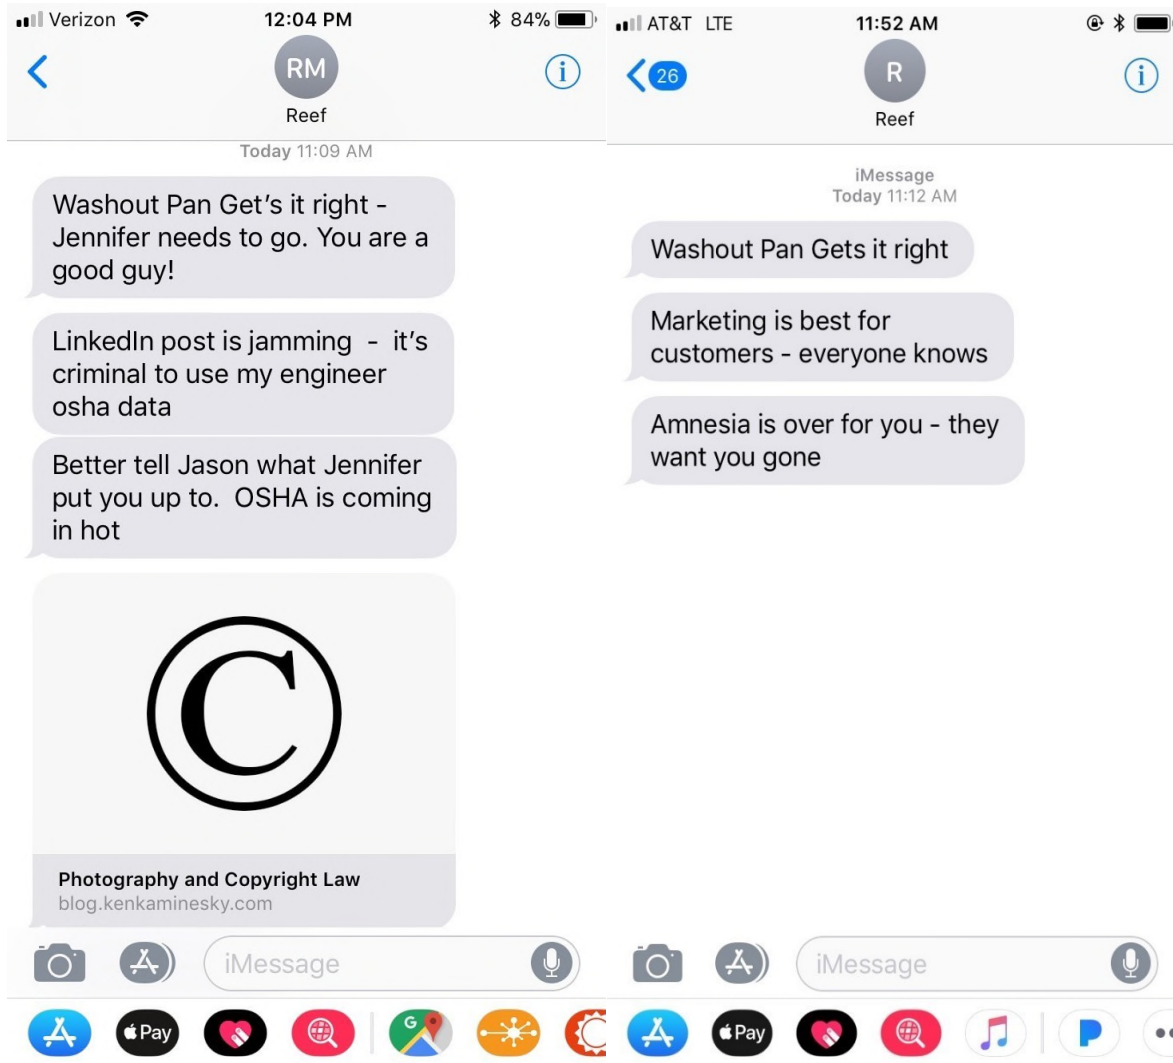 Verizon 12:04 PM 84%
RM
Reef
Today 11:09 AM
Washout Pan Get’s it right -
Jennifer needs to go. You are a
good guy!
LinkedIn post is jamming - it’s
criminal to use my engineer
osha data
Better tell Jason what Jennifer
put you up to. OSHA is coming
in hot
C
Photography and Copyright Law
blog.kenkaminesky.com
iMessage
Pay
G
AT&T LTE 11:52 AM
26
R
Reef
iMessage
Today 11:12 AM
Washout Pan Gets it right
Marketing is best for
customers - everyone knows
Amnesia is over for you - they
want you gone
iMessage
Pay